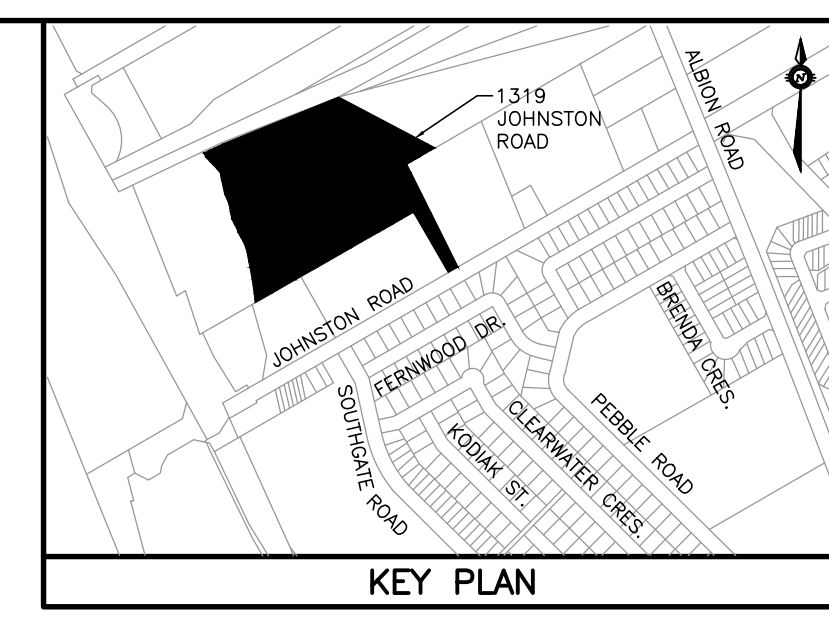 ALBION ROAD
N
1319
JOHNSTON
ROAD
JOHNSTON ROAD
FERNWOOD DR.
BRENDA CRES.
SOUTHGATE ROAD
KODIAK ST.
CLEARWATER CRES.
PEBBLE ROAD
KEY PLAN